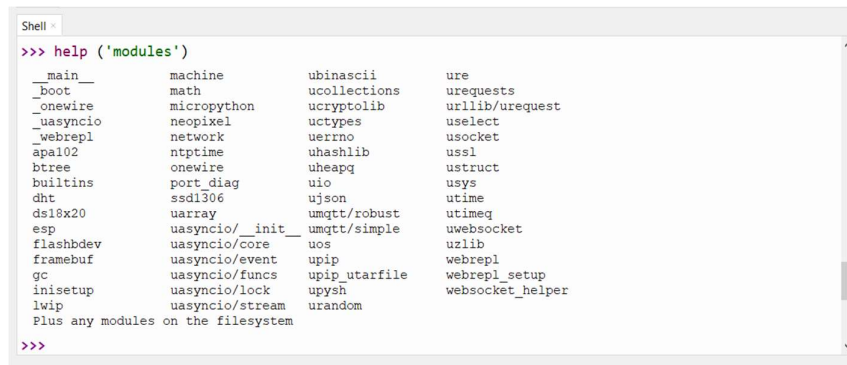 Shell ×
>>> help ('modules')
__main__ machine ubinascii ure
_boot math ucollections urequests
_onewire micropython ucryptolib urllib/urequest
_uasyncio neopixel uctypes uselect
_webrepl network uerrno usocket
apa102 ntptime uhashlib ussl
btree onewire uheapq ustruct
builtins port_diag uio usys
dht ssd1306 ujson utime
ds18x20 uarray umqtt/robust utimeq
esp uasyncio/__init__ umqtt/simple uwebsocket
flashbdev uasyncio/core uos uzlib
framebuf uasyncio/event upip webrepl
gc uasyncio/funcs upip_utarfile webrepl_setup
inisetup uasyncio/lock upysh websocket_helper
lwip uasyncio/stream urandom
Plus any modules on the filesystem
>>>